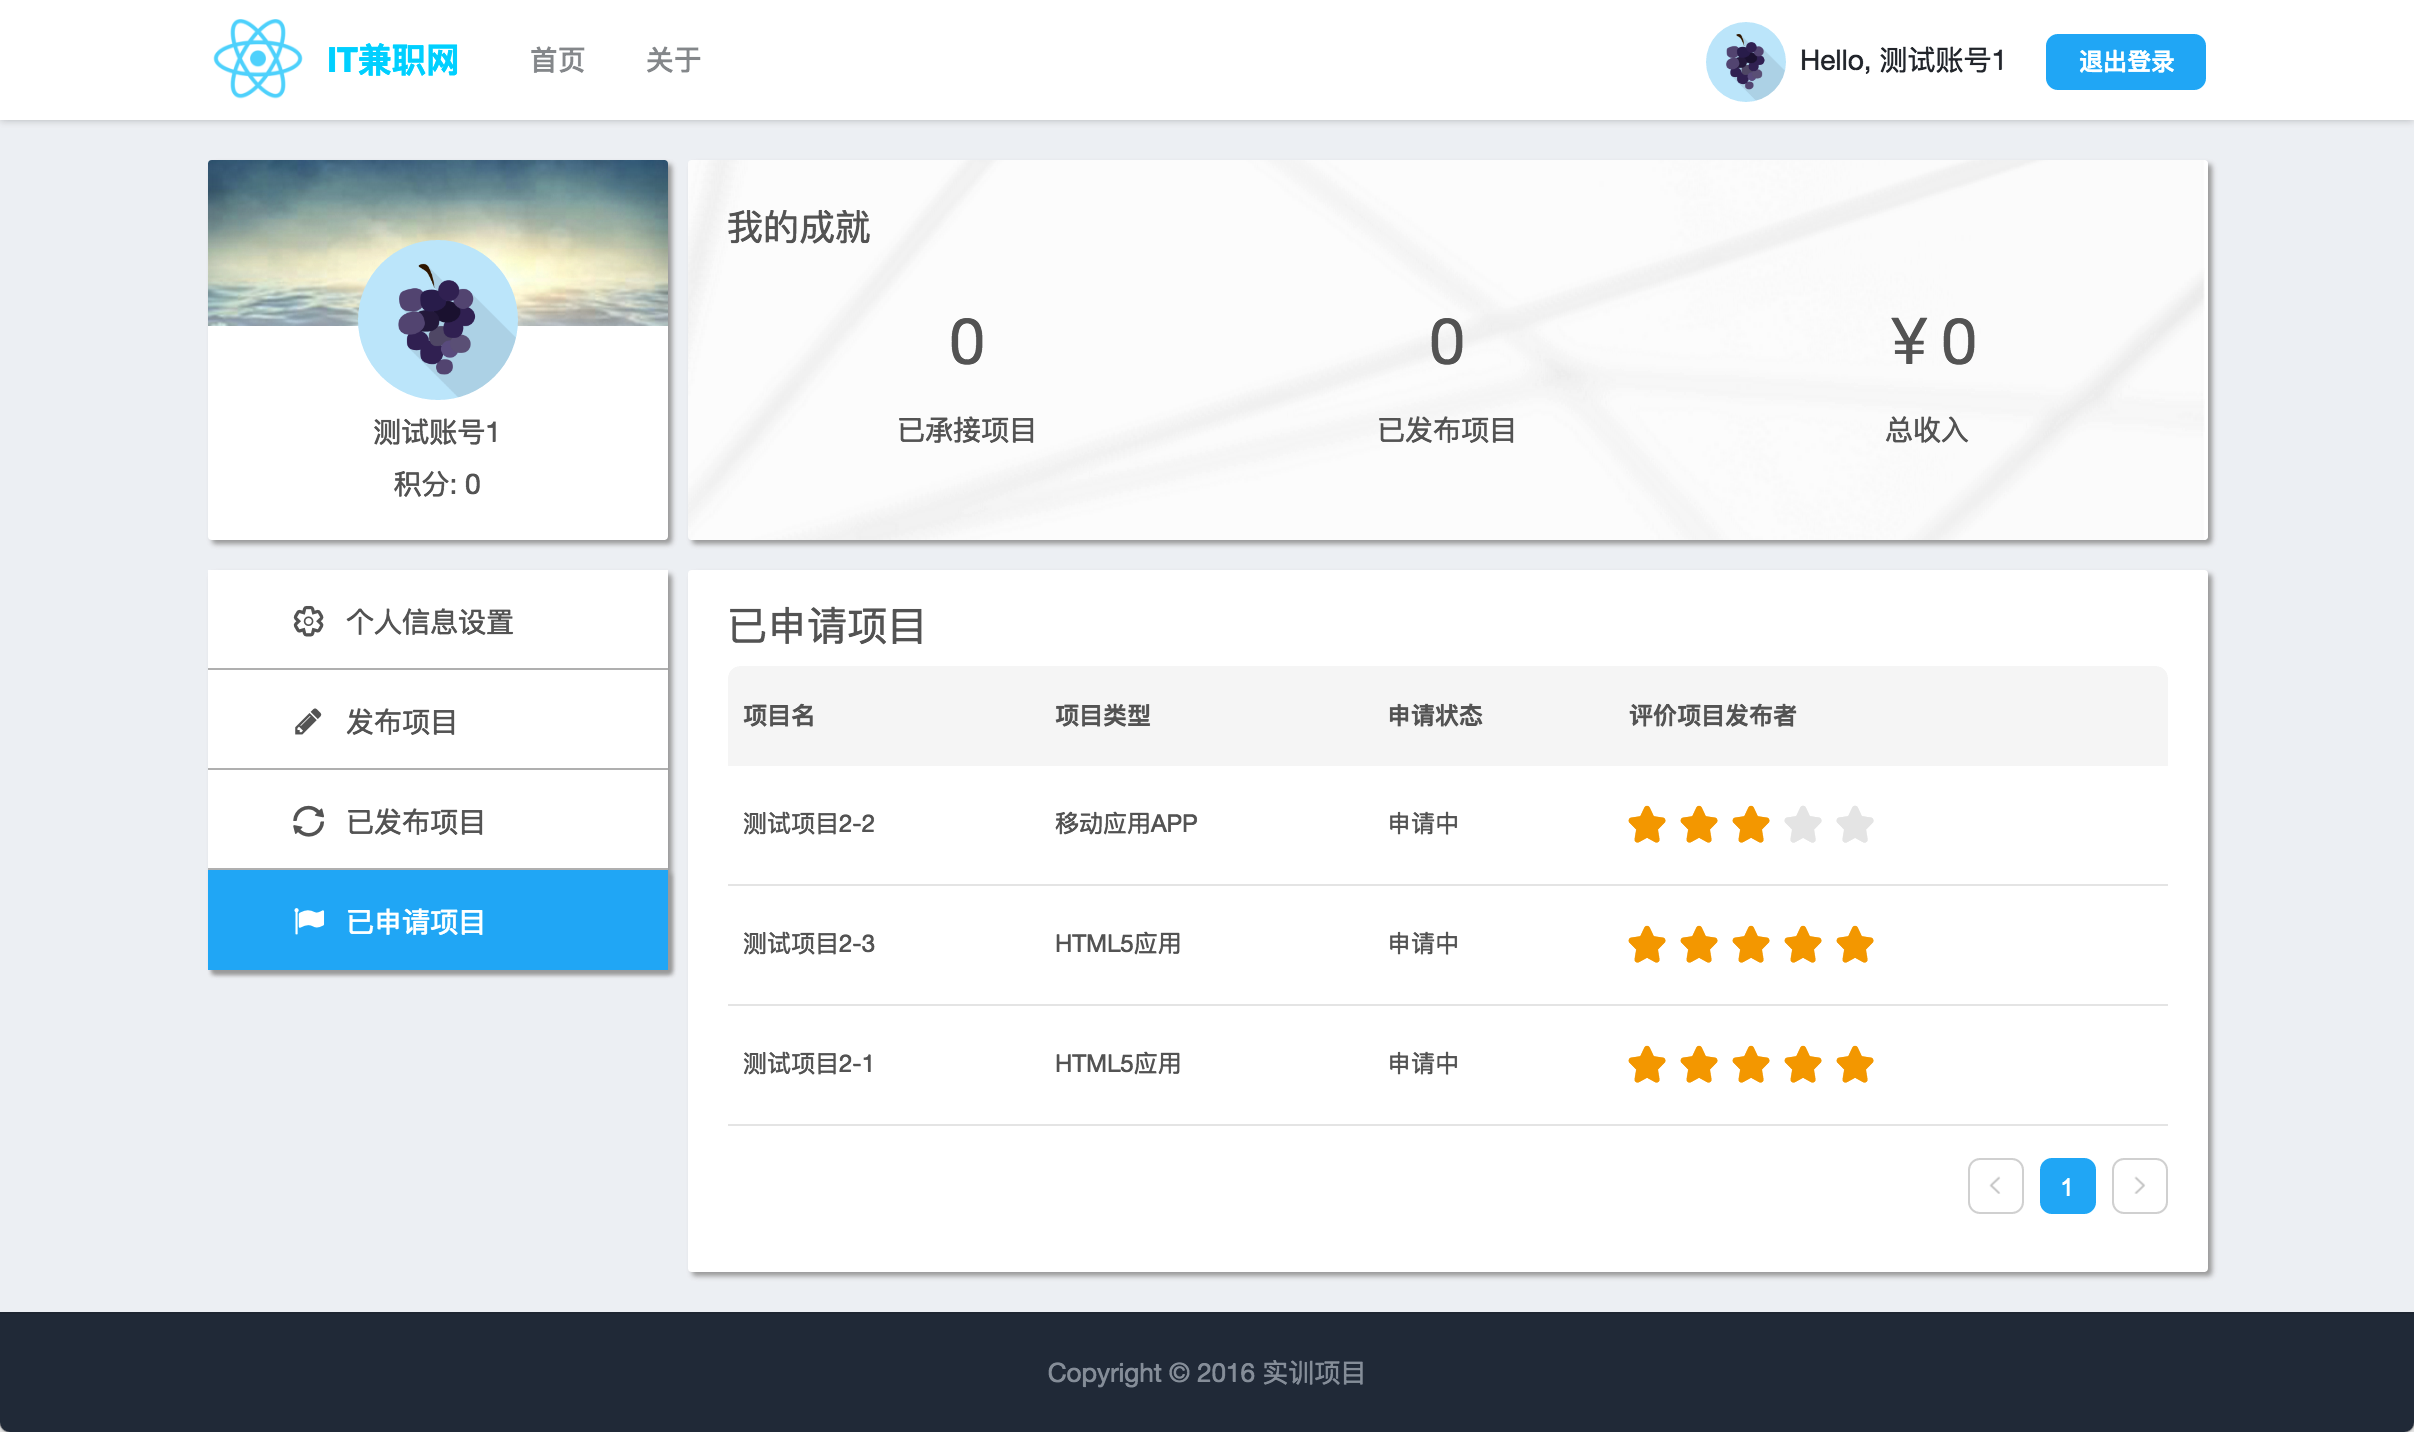 IT兼职网
首页
关于
Hello, 测试账号1
退出登录
测试账号1
积分: 0
我的成就
0
0
¥ 0
已承接项目
已发布项目
总收入
个人信息设置
发布项目
已发布项目
已申请项目
已申请项目
项目名 项目类型 申请状态 评价项目发布者
测试项目2-2 移动应用APP 申请中
测试项目2-3 HTML5应用 申请中
测试项目2-1 HTML5应用 申请中
1
Copyright © 2016 实训项目